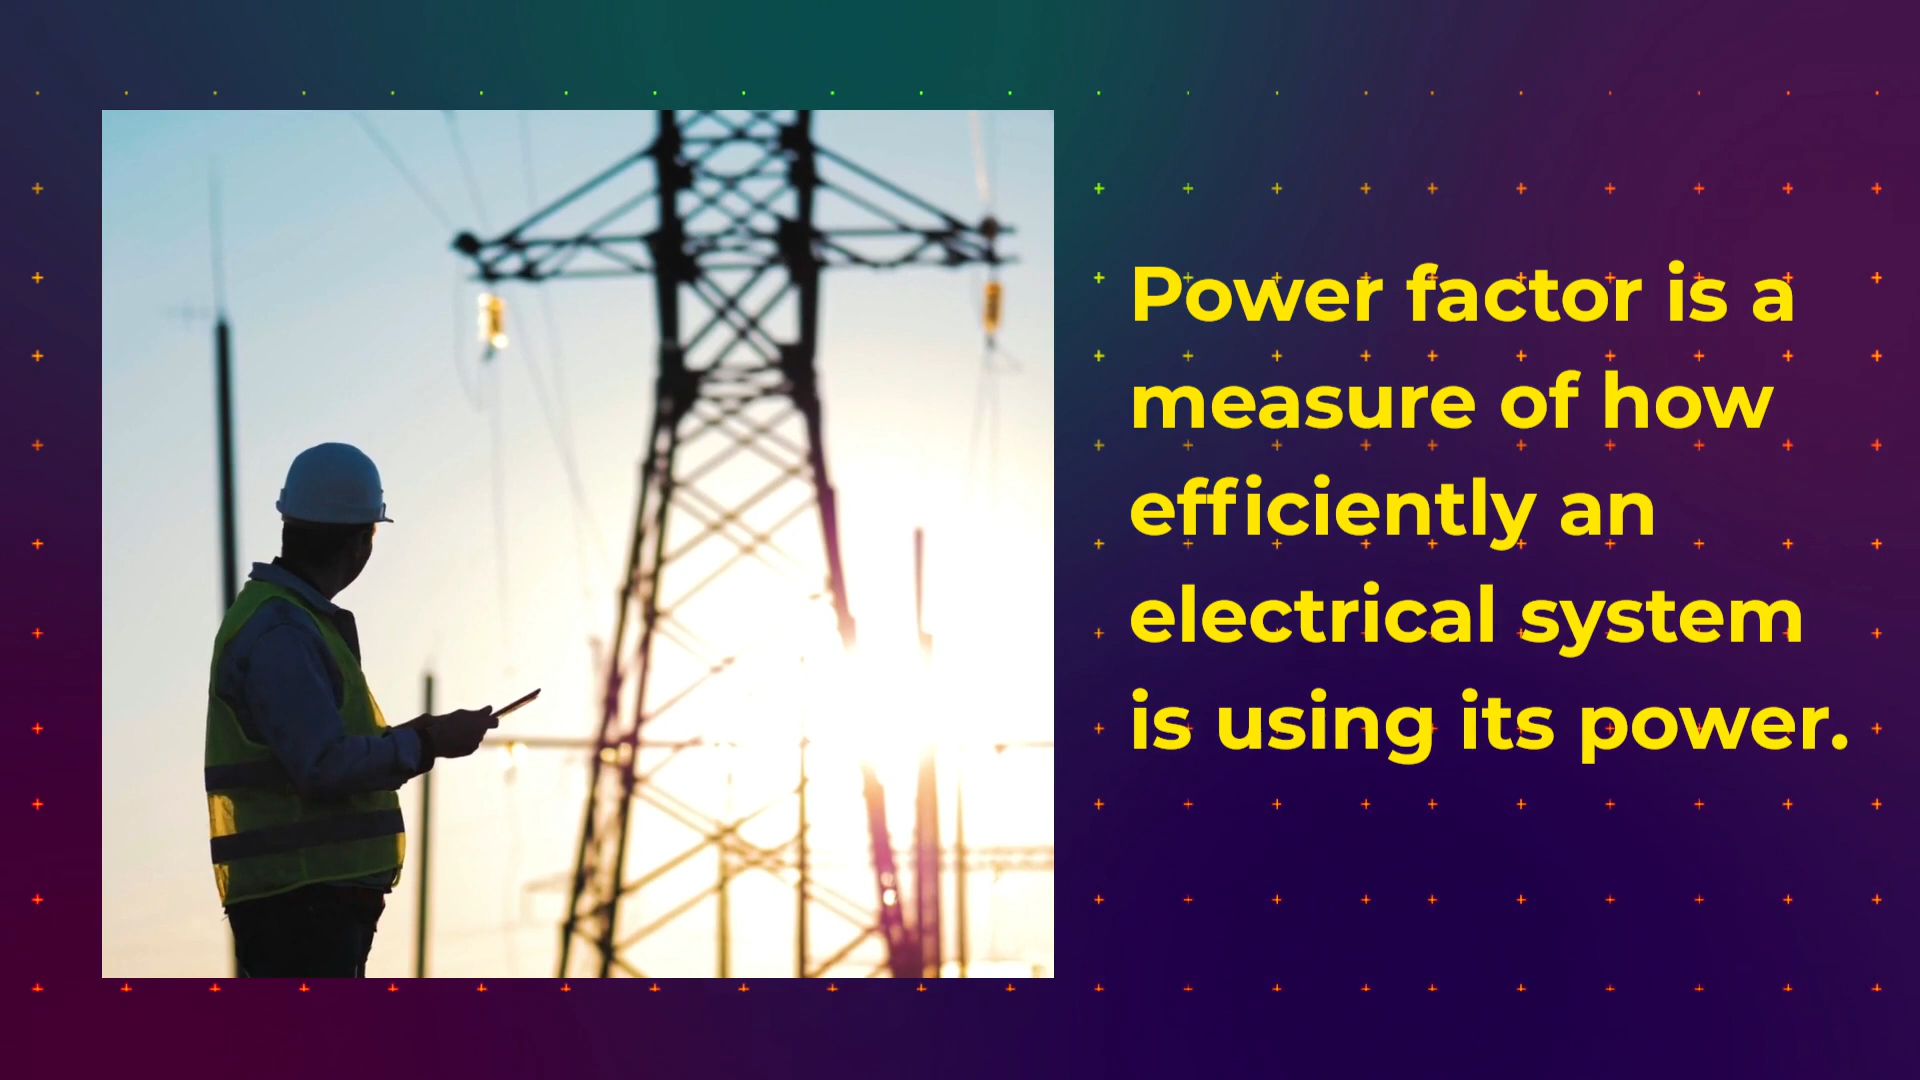 Power factor is a
measure of how
efficiently an
electrical system
is using its power.